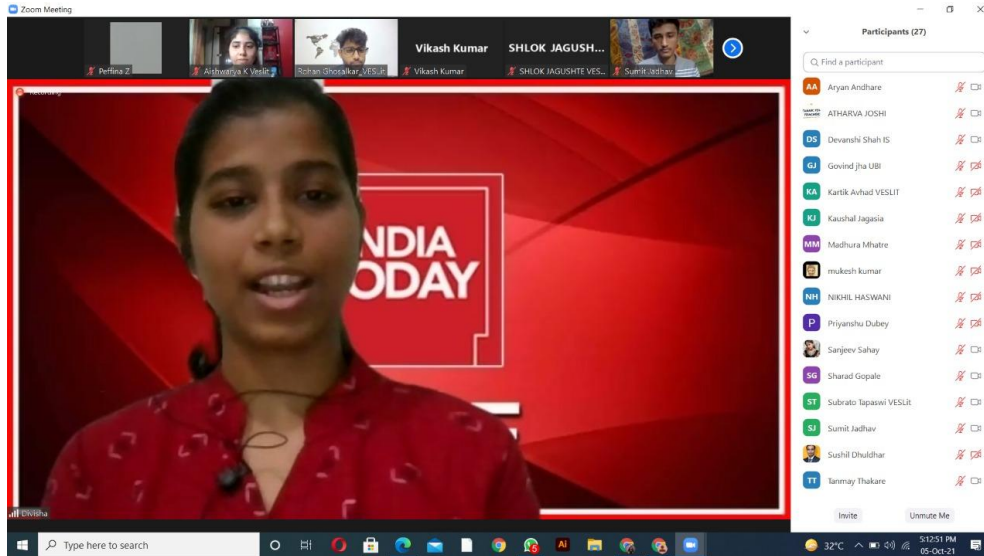 Zoom Meeting
Peffina Z
Aishwarya K Veslit
Rohan Ghosalkar_VESLit
Vikash Kumar
Vikash Kumar
SHLOK JAGUSH...
SHLOK JAGUSHTE VES...
Sumit Jadhav
Recording
INDIA
TODAY
Divisha
Participants (27)
Find a participant
AA Aryan Andhare
ATHARVA JOSHI
DS Devanshi Shah IS
GJ Govind jha UBI
KA Kartik Avhad VESLIT
KJ Kaushal Jagasia
MM Madhura Mhatre
mukesh kumar
NH NIKHIL HASWANI
P Priyanshu Dubey
Sanjeev Sahay
SG Sharad Gopale
ST Subrato Tapaswi VESLit
SJ Sumit Jadhav
Sushil Dhuldhar
TT Tanmay Thakare
Invite
Unmute Me
Type here to search
Ai
32°C
5:12:51 PM
05-Oct-21